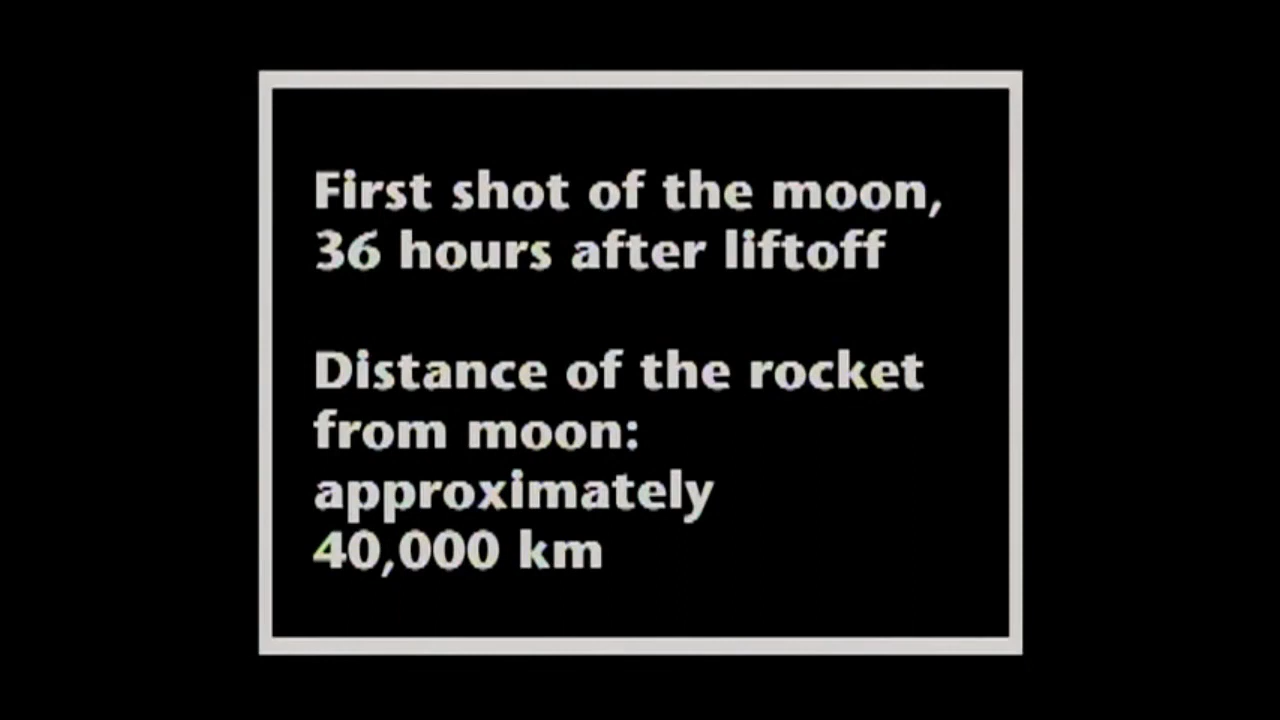 First shot of the moon,
36 hours after liftoff
Distance of the rocket
from moon:
approximately
40,000 km